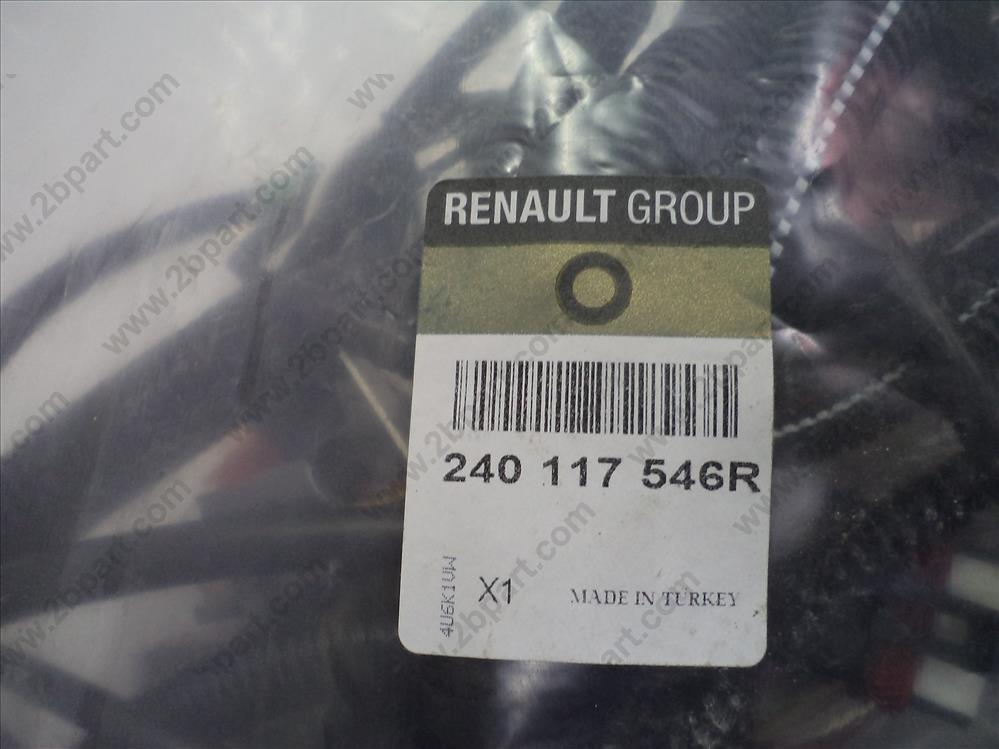 RENAULT GROUP
240 117 546R
4U6K1UW
X1
MADE IN TURKEY
www.2bpart.com